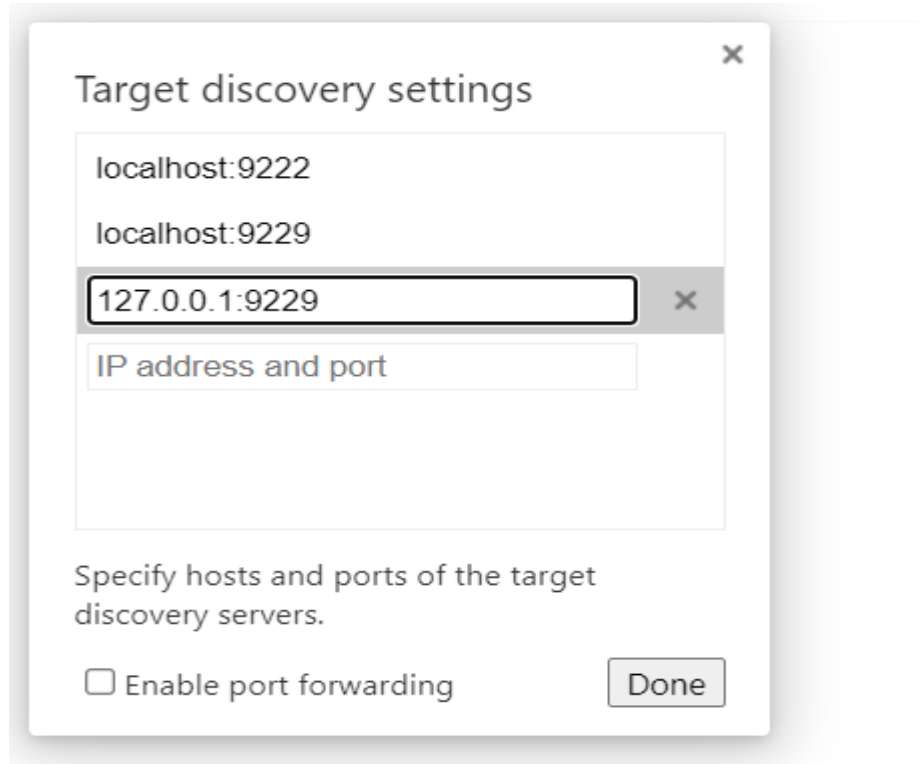 Target discovery settings
localhost:9222
localhost:9229
127.0.0.1:9229
IP address and port
Specify hosts and ports of the target
discovery servers.
Enable port forwarding
Done